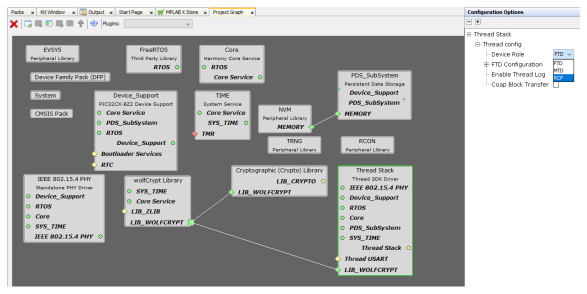 Packs
Kit Window
Output
Start Page
MPLAB X Store
Project Graph
Plugins:
EVSYS
Peripheral Library
Device Family Pack (DFP)
System
CMSIS Pack
FreeRTOS
Third Party Library
RTOS
Core
Harmony Core Service
RTOS
Core Service
Device_Support
PIC32CX-BZ2 Device Support
Core Service
PDS_SubSystem
RTOS
Device_Support
Bootloader Services
RTC
TIME
System Service
Core Service
SYS_TIME
TMR
NVM
Peripheral Library
MEMORY
PDS_SubSystem
Persistent Data Storage
Device_Support
PDS_SubSystem
MEMORY
TRNG
Peripheral Library
RCON
Peripheral Library
IEEE 802.15.4 PHY
Standalone PHY Driver
Device_Support
RTOS
Core
SYS_TIME
IEEE 802.15.4 PHY
wolfCrypt Library
SYS_TIME
Core Service
LIB_ZLIB
LIB_WOLFCRYPT
Cryptographic (Crypto) Library
LIB_CRYPTO
LIB_WOLFCRYPT
Thread Stack
Thread SDK Driver
IEEE 802.15.4 PHY
Device_Support
RTOS
Core
PDS_SubSystem
SYS_TIME
Thread Stack
Thread USART
LIB_WOLFCRYPT
Configuration Options
Thread Stack
Thread config
Device Role FTD
FTD
MTD
RCP
FTD Configuration
Enable Thread Log
Coap Block Transfer